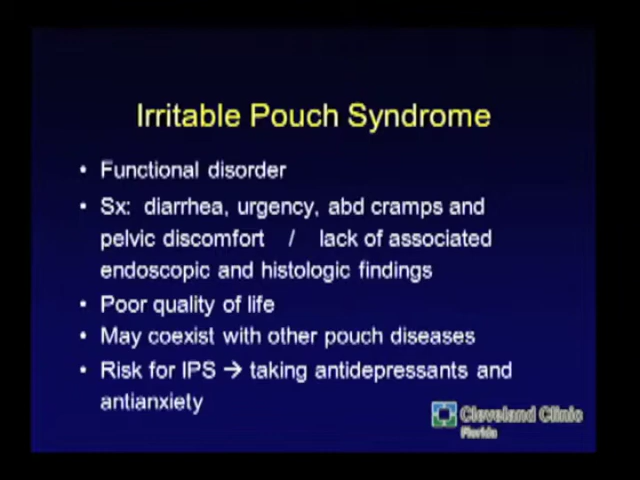 Irritable Pouch Syndrome
• Functional disorder
• Sx: diarrhea, urgency, abd cramps and
pelvic discomfort / lack of associated
endoscopic and histologic findings
• Poor quality of life
• May coexist with other pouch diseases
• Risk for IPS → taking antidepressants and
antianxiety
Cleveland Clinic
Florida